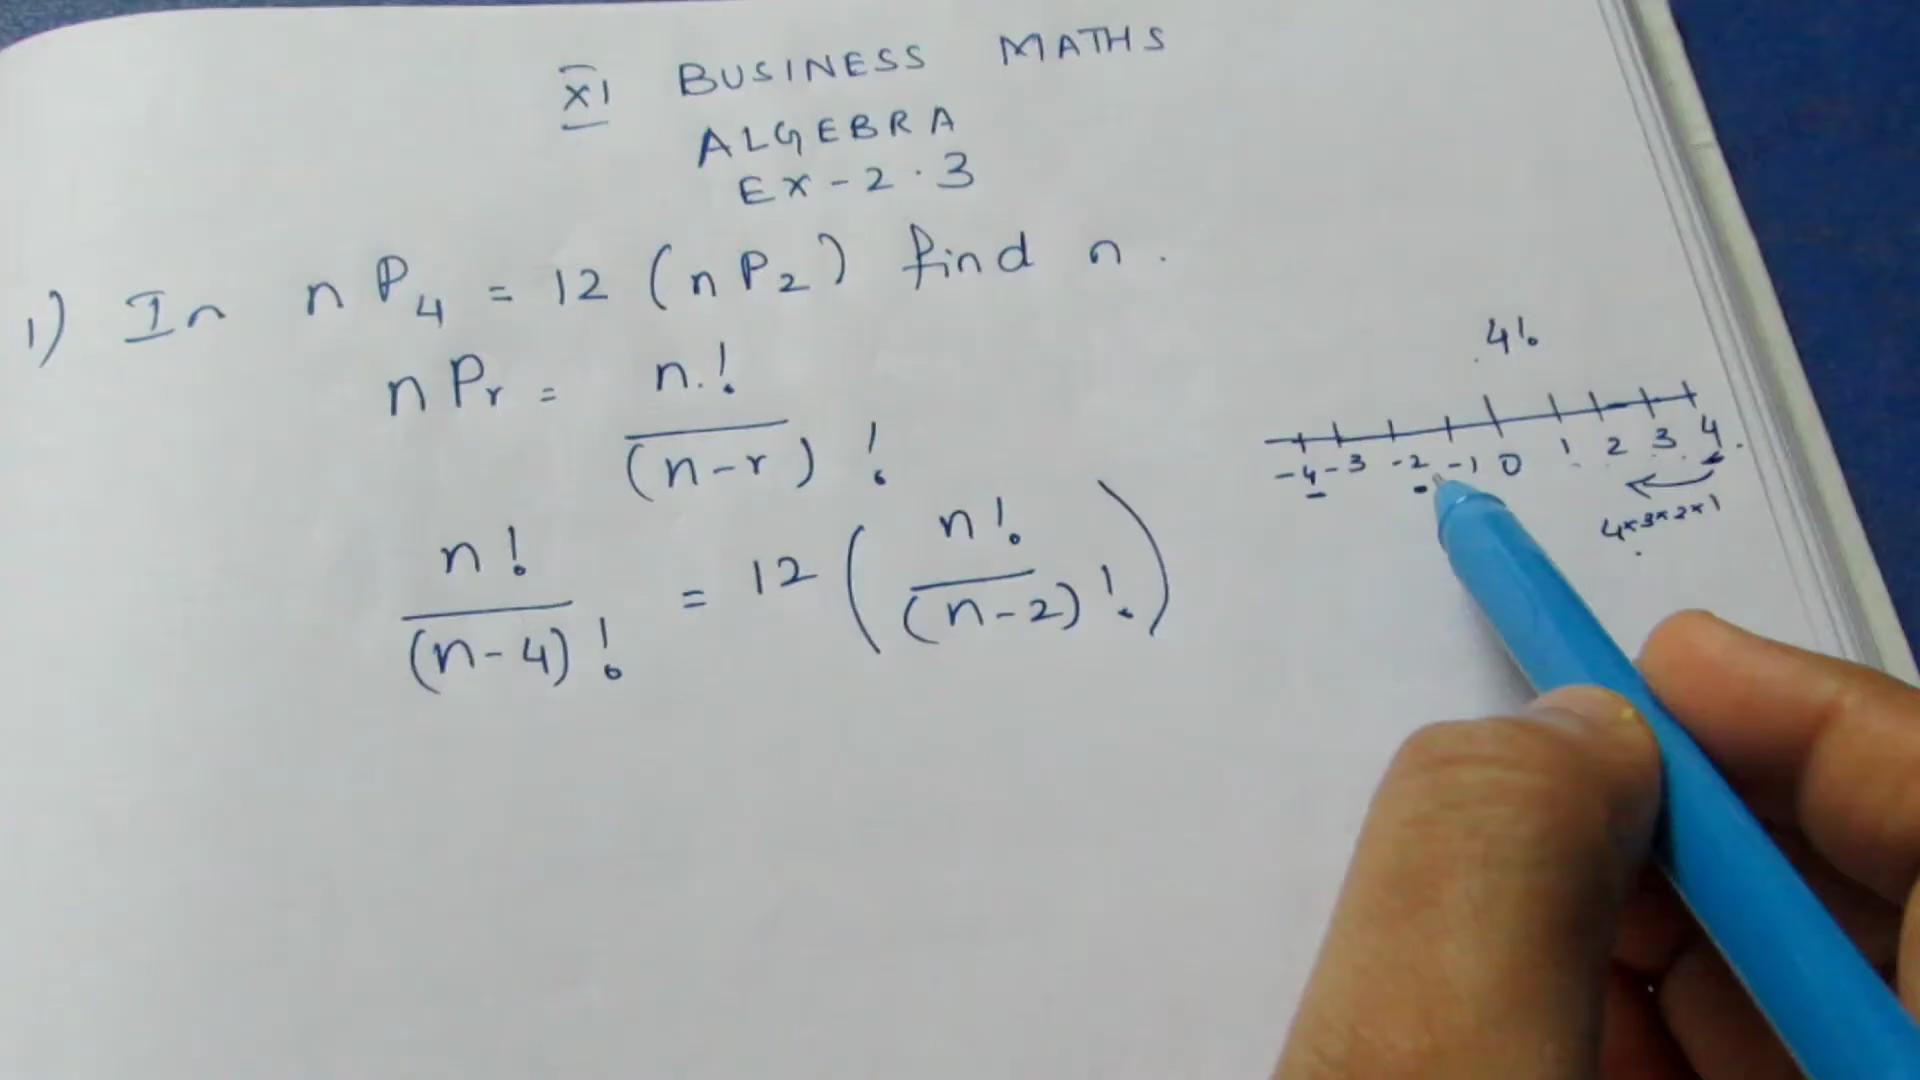 XI BUSINESS MATHS
ALGEBRA
EX-2.3
1) In nP₄ = 12 (nP₂) find n.
nPr = n!/(n-r)!
n!/(n-4)! = 12 (n!/(n-2)!)
4!
-4 -3 -2 -1 0 1 2 3 4
4×3×2×1